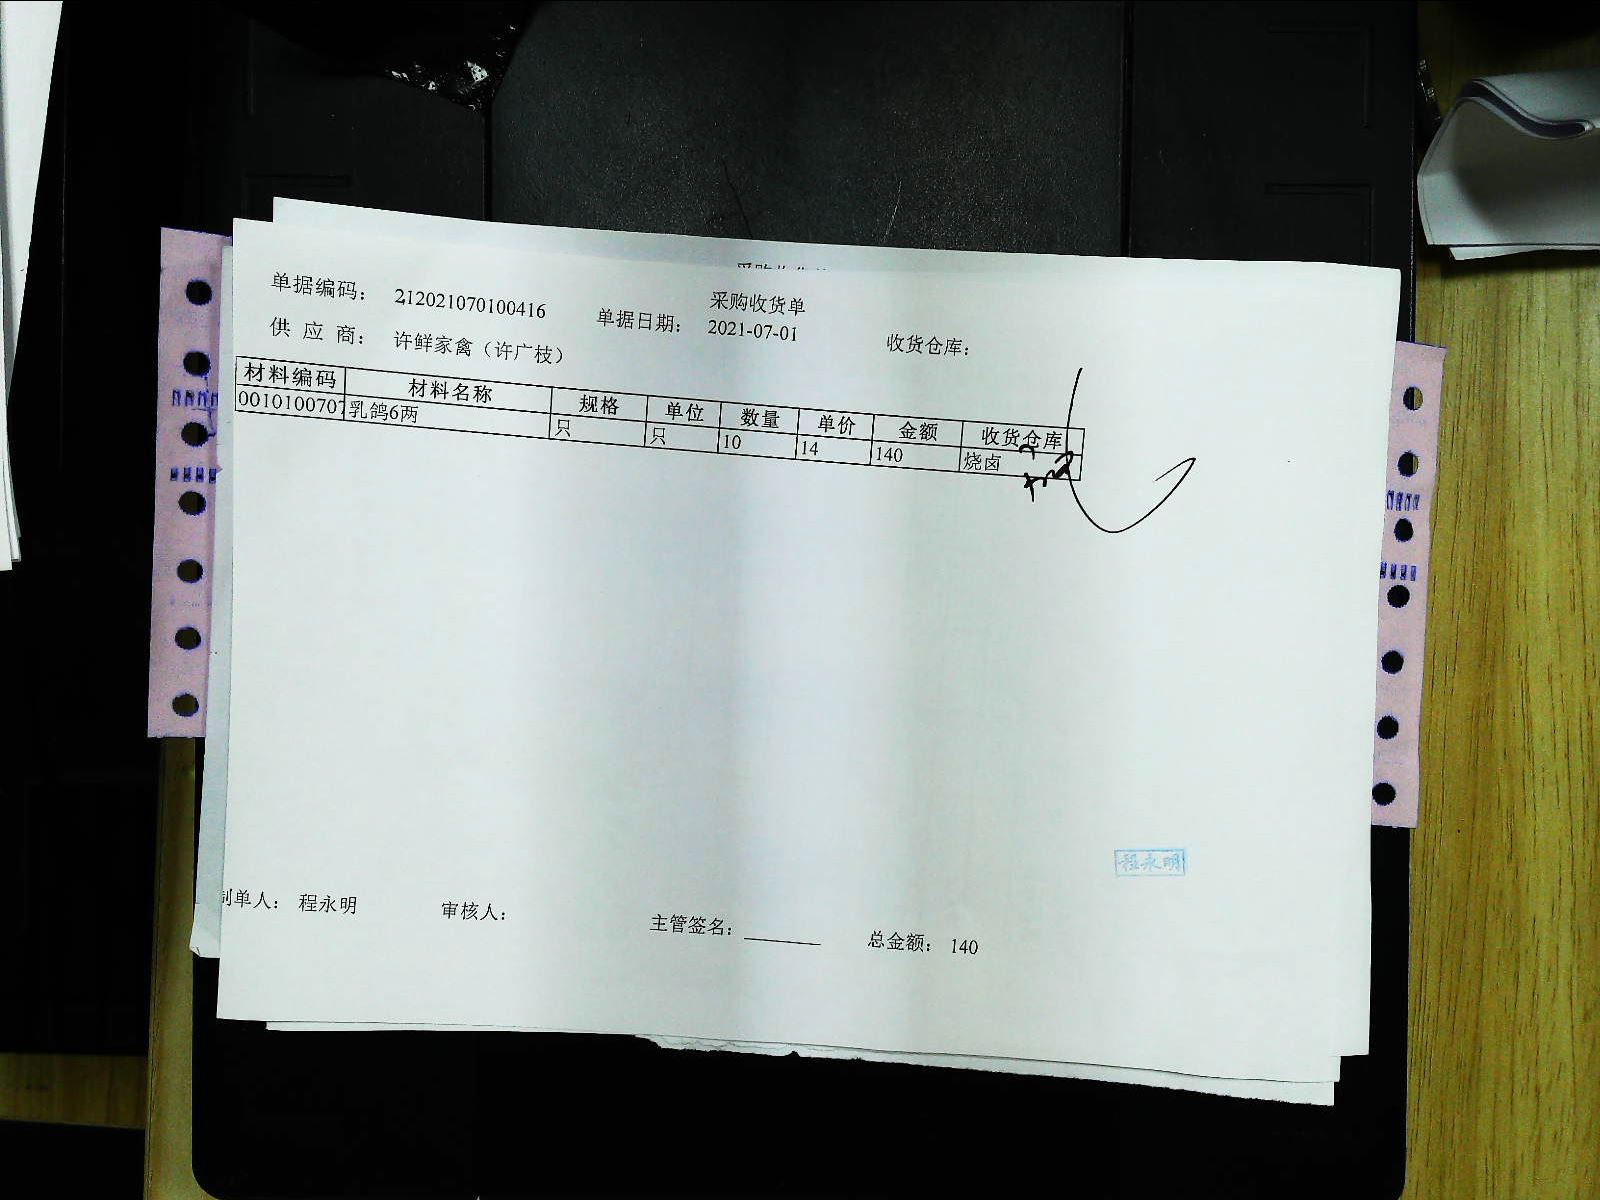 采购收货单
单据编码： 212021070100416 单据日期： 2021-07-01 收货仓库：
供 应 商： 许鲜家禽（许广枝）
材料编码 材料名称 规格 单位 数量 单价 金额 收货仓库
0010100707 乳鸽6两 只 只 10 14 140 烧卤
程永明
制单人： 程永明 审核人： 主管签名： 总金额： 140